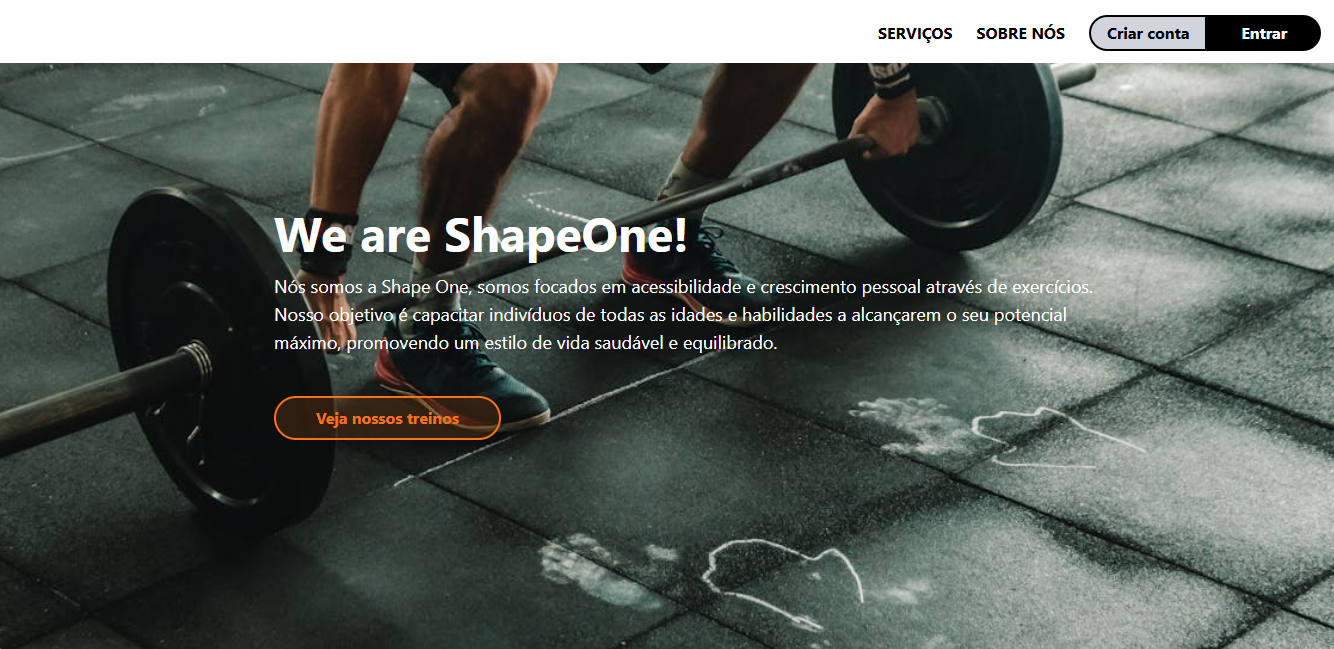 SERVIÇOS SOBRE NÓS Criar conta Entrar
We are ShapeOne!
Nós somos a Shape One, somos focados em acessibilidade e crescimento pessoal através de exercícios.
Nosso objetivo é capacitar indivíduos de todas as idades e habilidades a alcançarem o seu potencial
máximo, promovendo um estilo de vida saudável e equilibrado.
Veja nossos treinos